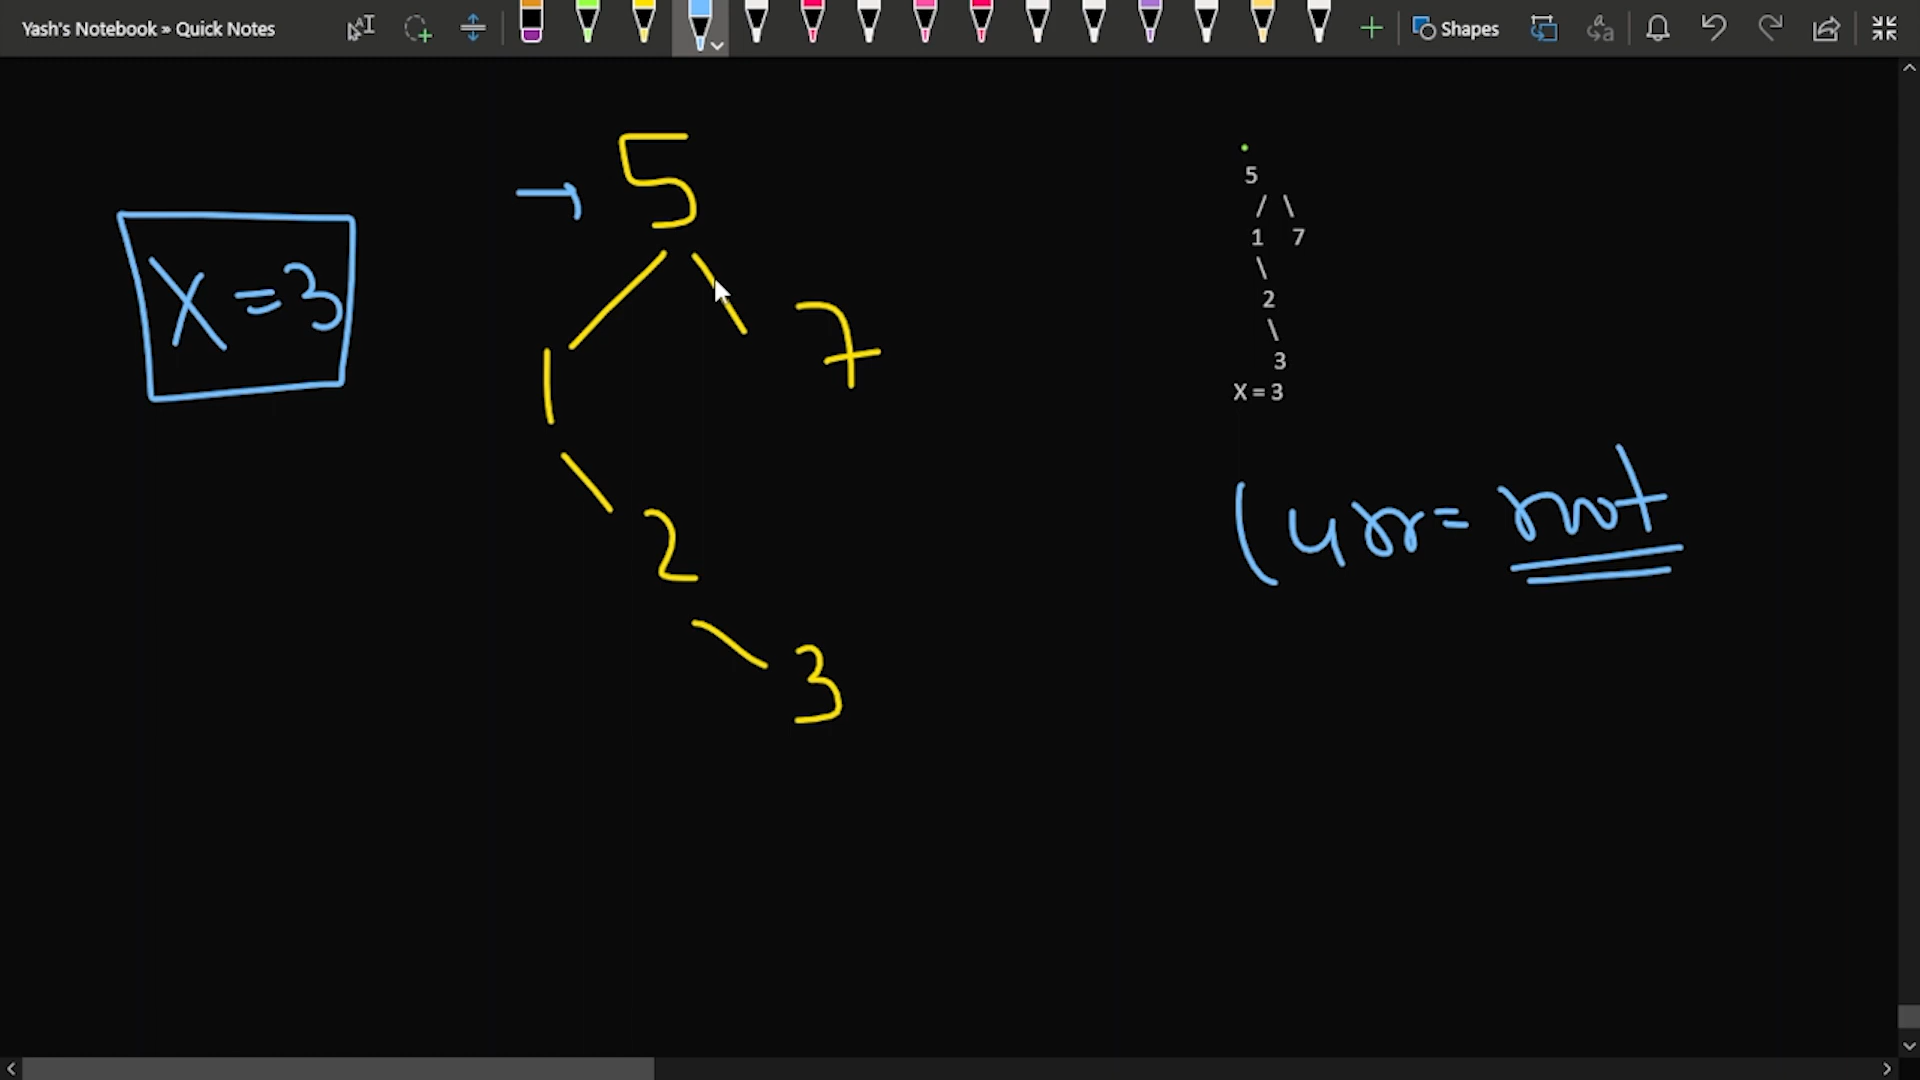 Yash's Notebook » Quick Notes
Shapes
X = 3
5
1
7
2
3
5
/ \
1 7
\
2
\
3
X = 3
Curr = root